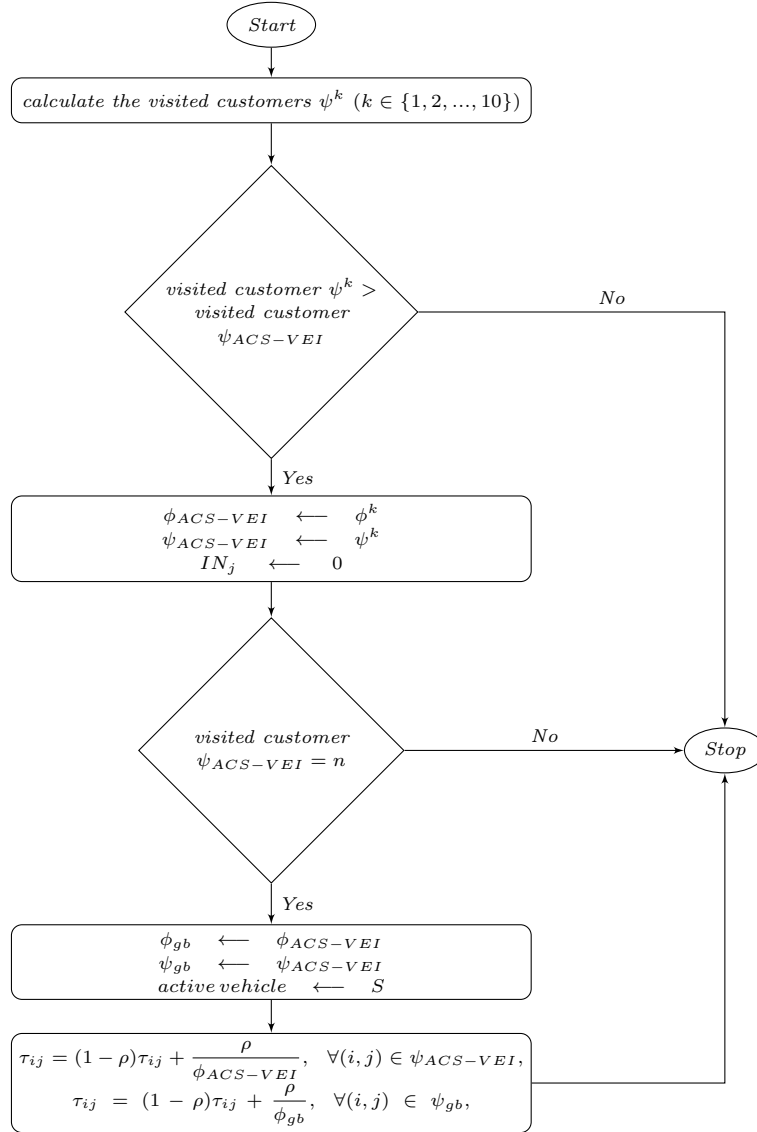 Start
calculate the visited customers ψ^k (k ∈ {1, 2, ..., 10})
visited customer ψ^k >
visited customer
ψ_{ACS−VEI}
No
Yes
ϕ_{ACS−VEI} ⟵ ϕ^k
ψ_{ACS−VEI} ⟵ ψ^k
IN_j ⟵ 0
visited customer
ψ_{ACS−VEI} = n
No
Stop
Yes
ϕ_{gb} ⟵ ϕ_{ACS−VEI}
ψ_{gb} ⟵ ψ_{ACS−VEI}
active vehicle ⟵ S
τ_{ij} = (1 − ρ)τ_{ij} + ρ/ϕ_{ACS−VEI}, ∀(i, j) ∈ ψ_{ACS−VEI},
τ_{ij} = (1 − ρ)τ_{ij} + ρ/ϕ_{gb}, ∀(i, j) ∈ ψ_{gb},